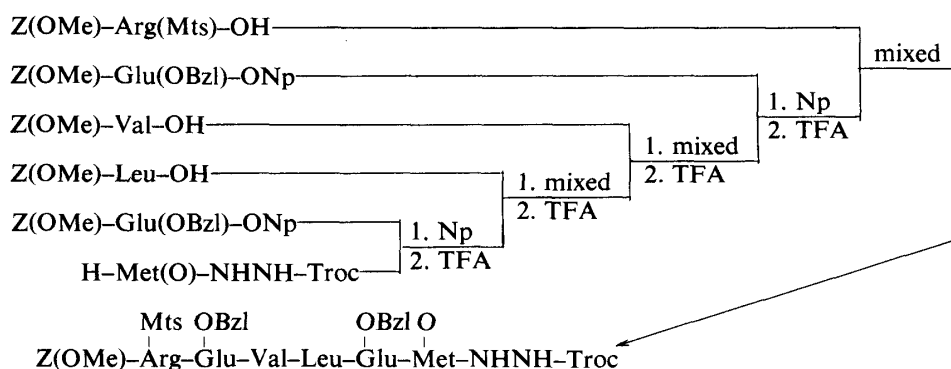 Z(OMe)–Arg(Mts)–OH
mixed
Z(OMe)–Glu(OBzl)–ONp
1. Np
2. TFA
Z(OMe)–Val–OH
1. mixed
2. TFA
Z(OMe)–Leu–OH
1. mixed
2. TFA
Z(OMe)–Glu(OBzl)–ONp
1. Np
2. TFA
H–Met(O)–NHNH–Troc
Mts OBzl OBzl O
Z(OMe)–Arg–Glu–Val–Leu–Glu–Met–NHNH–Troc